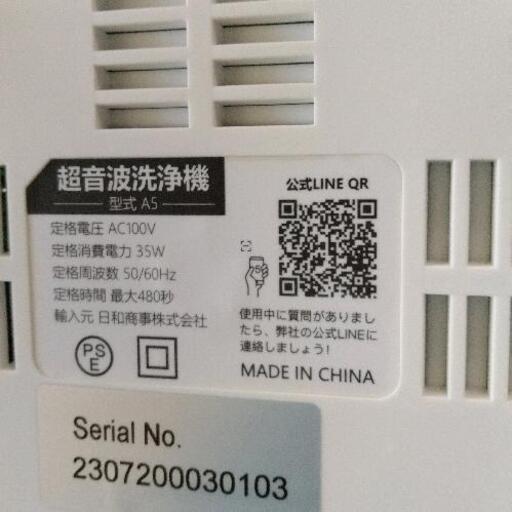 超音波洗浄機
型式 A5
定格電圧 AC100V
定格消費電力 35W
定格周波数 50/60Hz
定格時間 最大480秒
輸入元 日和商事株式会社
PS
E
公式LINE QR
使用中に質問がありまし
たら、弊社の公式LINEに
連絡しましょう!
MADE IN CHINA
Serial No.
2307200030103